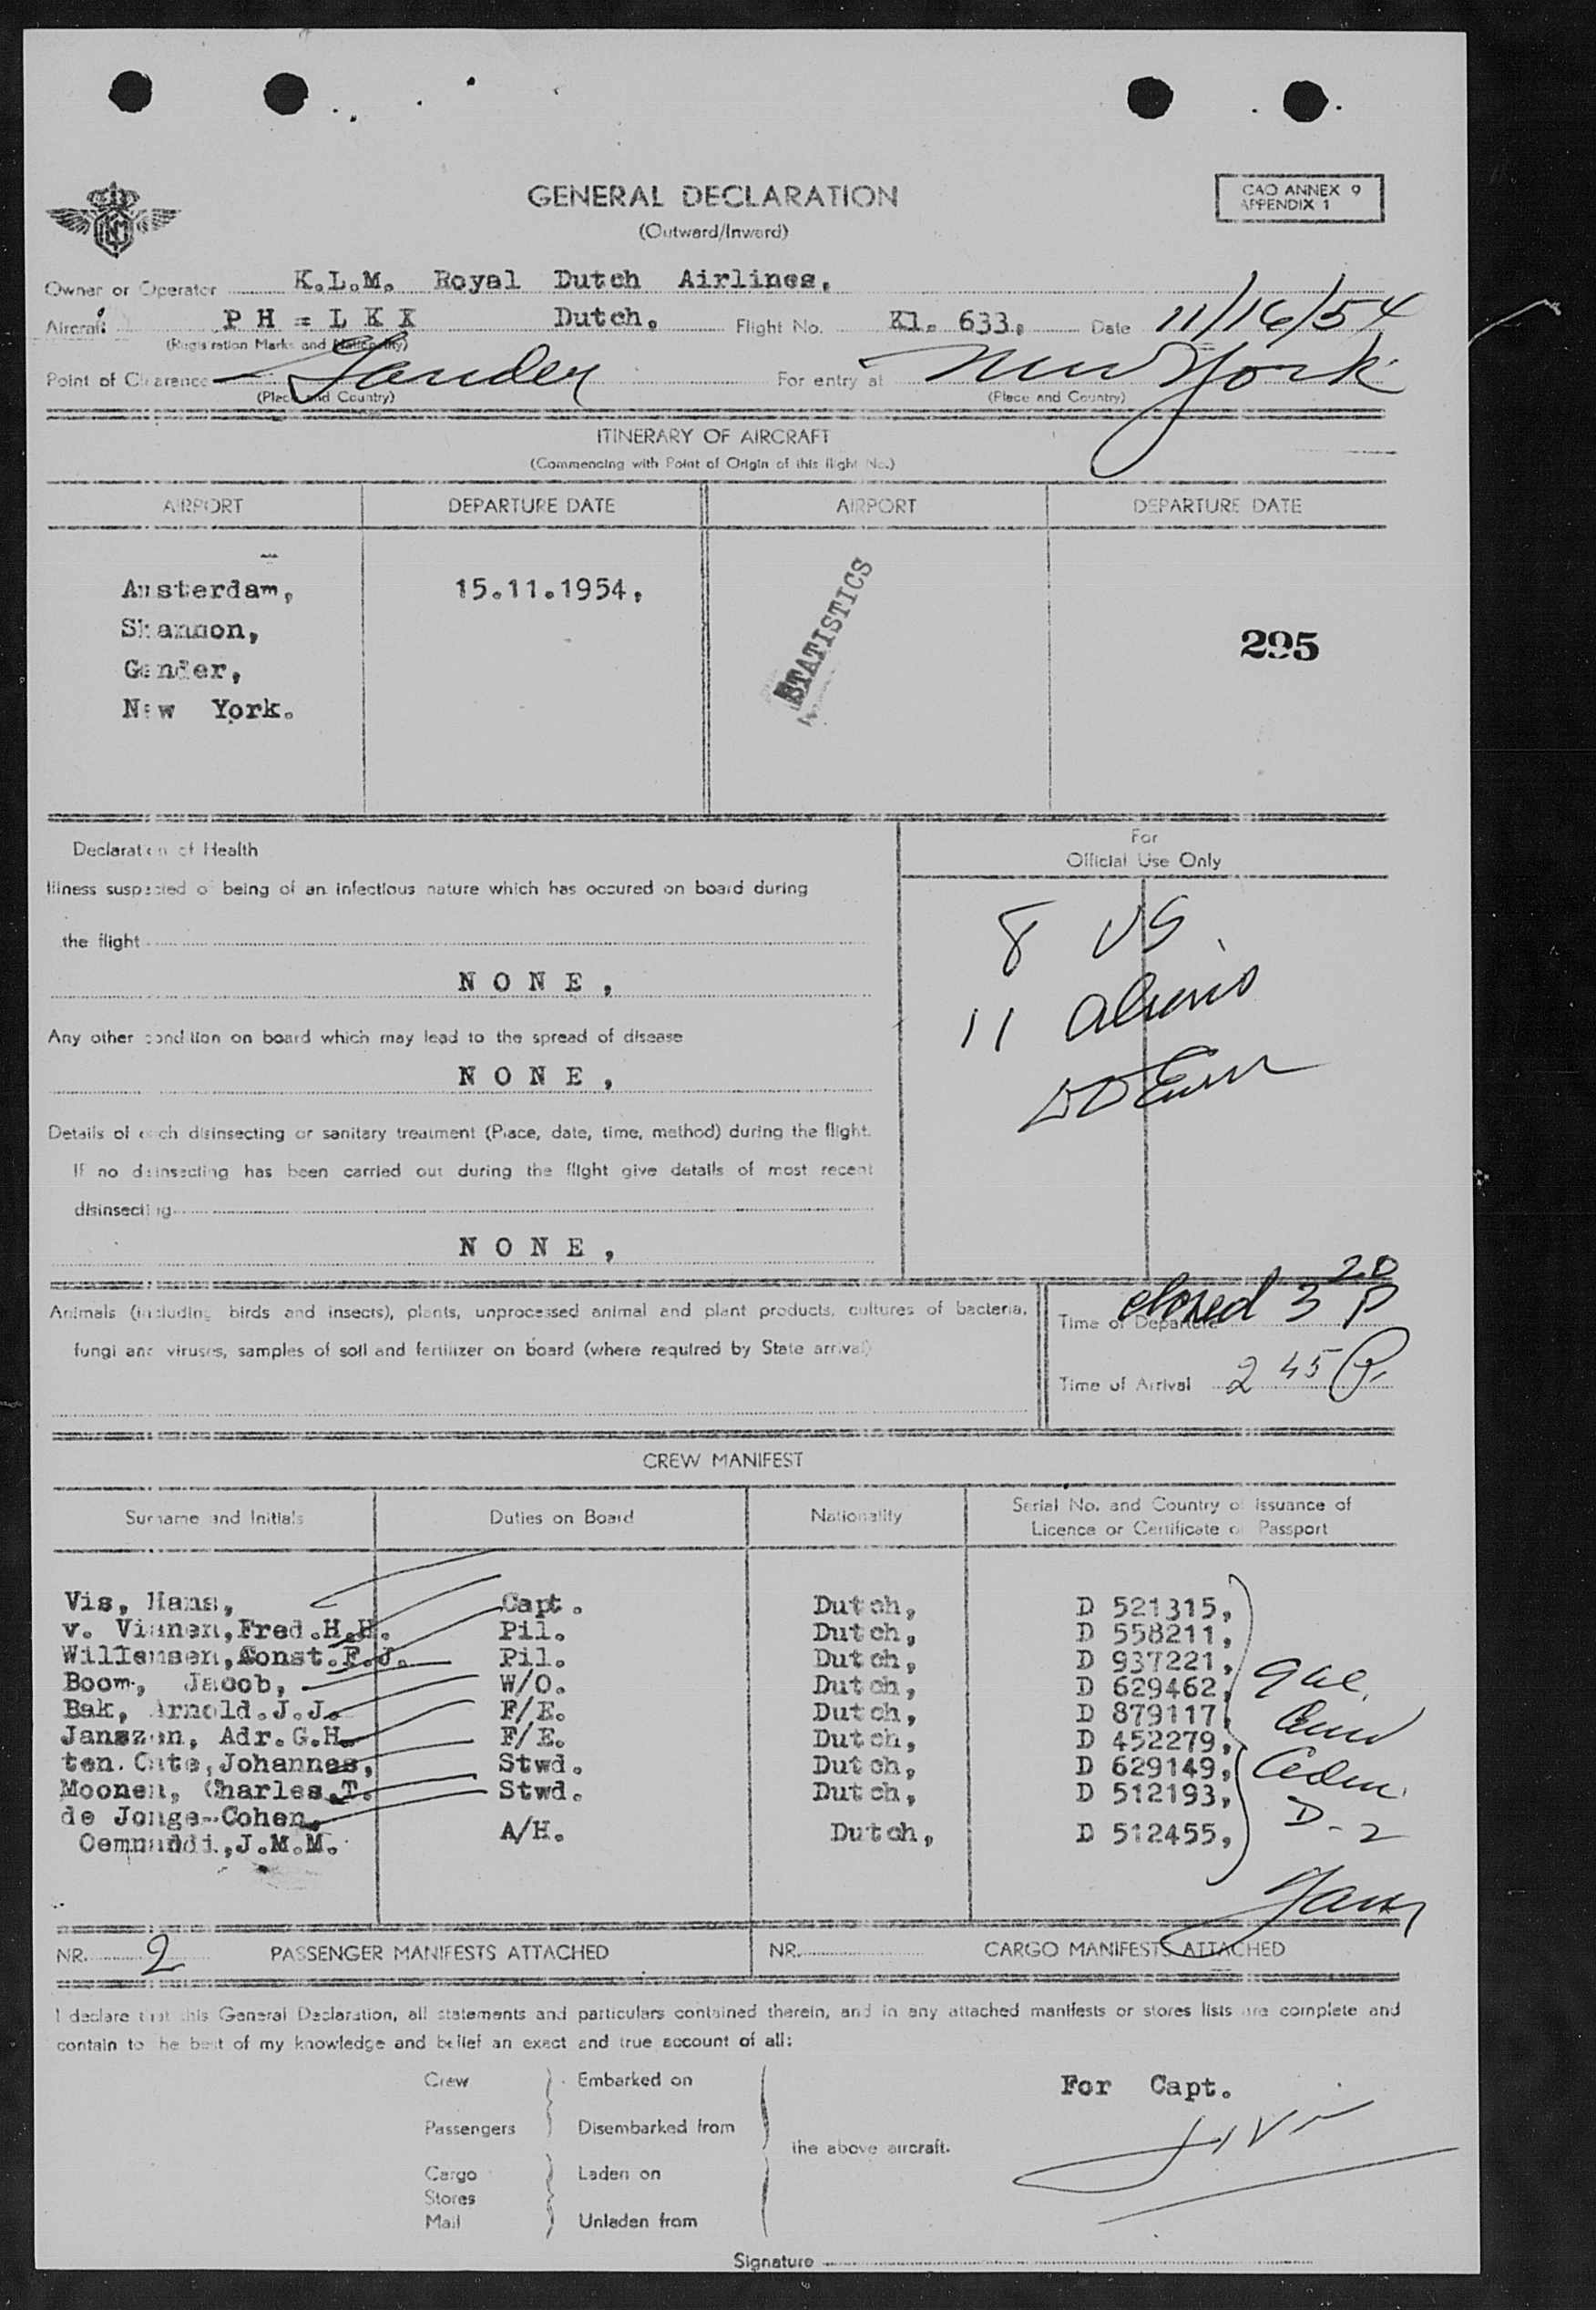 GENERAL DECLARATION
(Outward/Inward)
CAO ANNEX 9
APPENDIX 1
Owner or Operator K.L.M. Royal Dutch Airlines,
Aircraft PH = LKX Dutch. Flight No. Kl. 633, Date 11/16/54
(Registration Marks and Nationality)
Point of Clearance Gander For entry at New York
(Place and Country) (Place and Country)
ITINERARY OF AIRCRAFT
(Commencing with Point of Origin of this flight No.)
AIRPORT DEPARTURE DATE AIRPORT DEPARTURE DATE
Amsterdam, 15.11.1954,
Shannon,
Gander,
New York.
STATISTICS
295
Declaration of Health
Illness suspected of being of an infectious nature which has occured on board during
the flight
NONE,
Any other condition on board which may lead to the spread of disease
NONE,
Details of each disinsecting or sanitary treatment (Place, date, time, method) during the flight.
If no disinsecting has been carried out during the flight give details of most recent
disinsecting
NONE,
For
Official Use Only
8 US
11 aliens
Animals (including birds and insects), plants, unprocessed animal and plant products, cultures of bacteria,
fungi and viruses, samples of soil and fertilizer on board (where required by State arrival)
Time of Departure closed 3 20 P
Time of Arrival 2 45 P.
CREW MANIFEST
Surname and Initials Duties on Board Nationality Serial No. and Country of issuance of
Licence or Certificate or Passport
Vis, Hans, Capt. Dutch, D 521315,
v. Vianen, Fred.H.H. Pil. Dutch, D 558211,
Willemsen, Const.F.J. Pil. Dutch, D 937221,
Boom, Jacob, W/O. Dutch, D 629462,
Bak, Arnold.J.J. F/E. Dutch, D 879117,
Janszen, Adr.G.H. F/E. Dutch, D 452279,
ten.Cate, Johannes, Stwd. Dutch, D 629149,
Moonen, Charles.T. Stwd. Dutch, D 512193,
de Jonge-Cohen,
J.M.M. A/H. Dutch, D 512455,
D-2
NR. 2 PASSENGER MANIFESTS ATTACHED NR. CARGO MANIFESTS ATTACHED
I declare that this General Declaration, all statements and particulars contained therein, and in any attached manifests or stores lists are complete and
contain to the best of my knowledge and belief an exact and true account of all:
Crew Embarked on
Passengers Disembarked from
the above aircraft.
Cargo Laden on
Stores
Mail Unladen from
For Capt.
Signature